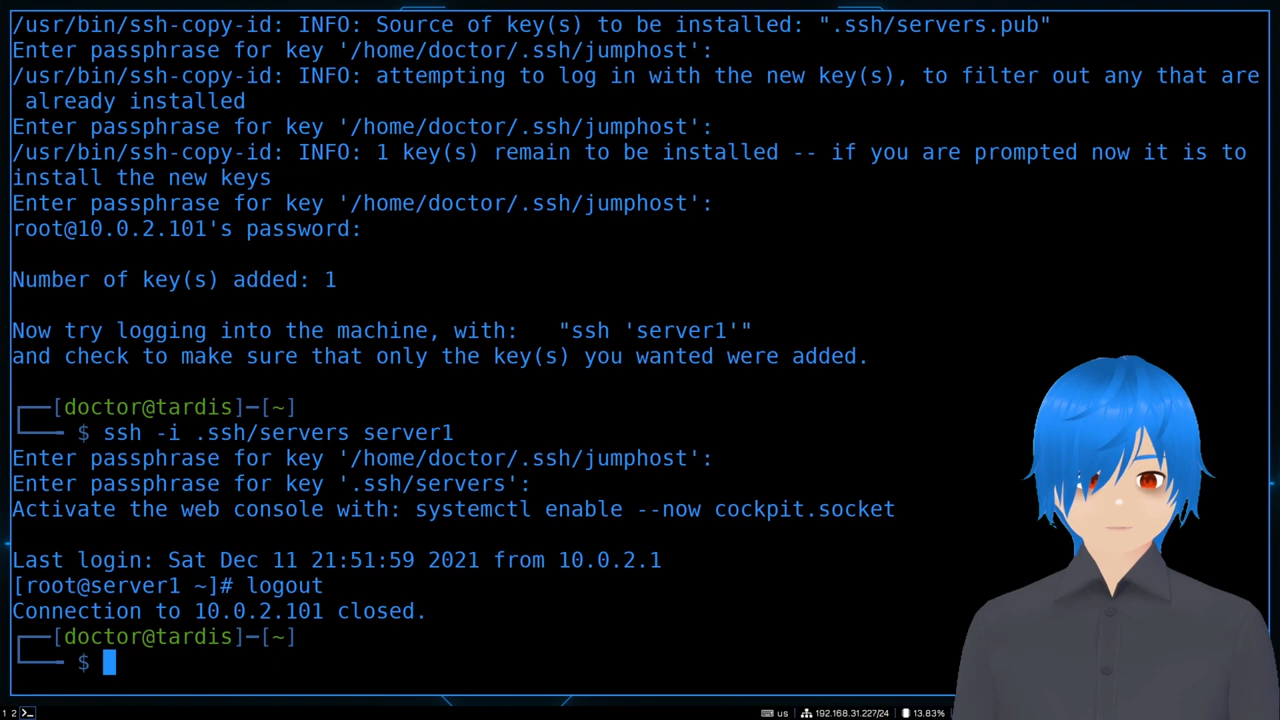 /usr/bin/ssh-copy-id: INFO: Source of key(s) to be installed: ".ssh/servers.pub"
Enter passphrase for key '/home/doctor/.ssh/jumphost':
/usr/bin/ssh-copy-id: INFO: attempting to log in with the new key(s), to filter out any that are
already installed
Enter passphrase for key '/home/doctor/.ssh/jumphost':
/usr/bin/ssh-copy-id: INFO: 1 key(s) remain to be installed -- if you are prompted now it is to
install the new keys
Enter passphrase for key '/home/doctor/.ssh/jumphost':
root@10.0.2.101's password:
Number of key(s) added: 1
Now try logging into the machine, with:   "ssh 'server1'"
and check to make sure that only the key(s) you wanted were added.
┌──[doctor@tardis]─[~]
└── $ ssh -i .ssh/servers server1
Enter passphrase for key '/home/doctor/.ssh/jumphost':
Enter passphrase for key '.ssh/servers':
Activate the web console with: systemctl enable --now cockpit.socket
Last login: Sat Dec 11 21:51:59 2021 from 10.0.2.1
[root@server1 ~]# logout
Connection to 10.0.2.101 closed.
┌──[doctor@tardis]─[~]
└── $
1 2 us 192.168.31.227/24 13.83%